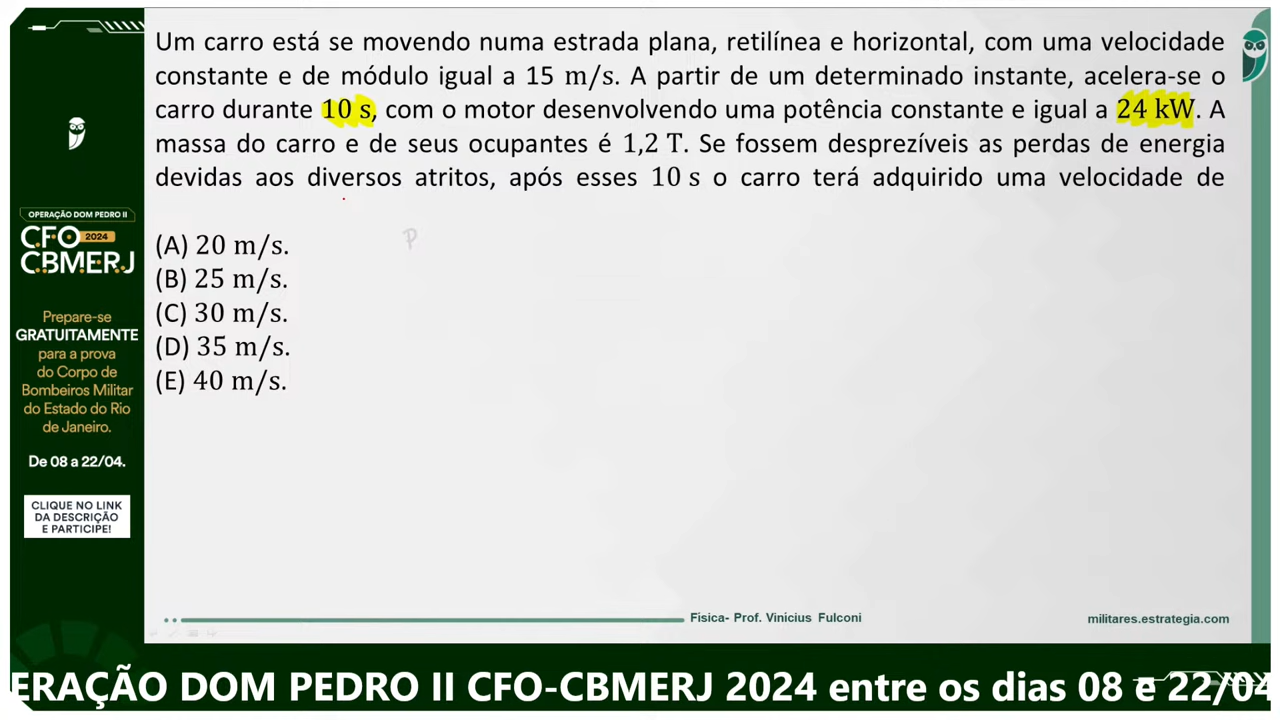 Um carro está se movendo numa estrada plana, retilínea e horizontal, com uma velocidade
constante e de módulo igual a 15 m/s. A partir de um determinado instante, acelera-se o
carro durante 10 s, com o motor desenvolvendo uma potência constante e igual a 24 kW. A
massa do carro e de seus ocupantes é 1,2 T. Se fossem desprezíveis as perdas de energia
devidas aos diversos atritos, após esses 10 s o carro terá adquirido uma velocidade de
P
(A) 20 m/s.
(B) 25 m/s.
(C) 30 m/s.
(D) 35 m/s.
(E) 40 m/s.
OPERAÇÃO DOM PEDRO II
CFO 2024
CBMERJ
Prepare-se
GRATUITAMENTE
para a prova
do Corpo de
Bombeiros Militar
do Estado do Rio
de Janeiro.
De 08 a 22/04.
CLIQUE NO LINK
DA DESCRIÇÃO
E PARTICIPE!
Física- Prof. Vinícius Fulconi
militares.estrategia.com
ERAÇÃO DOM PEDRO II CFO-CBMERJ 2024 entre os dias 08 e 22/04